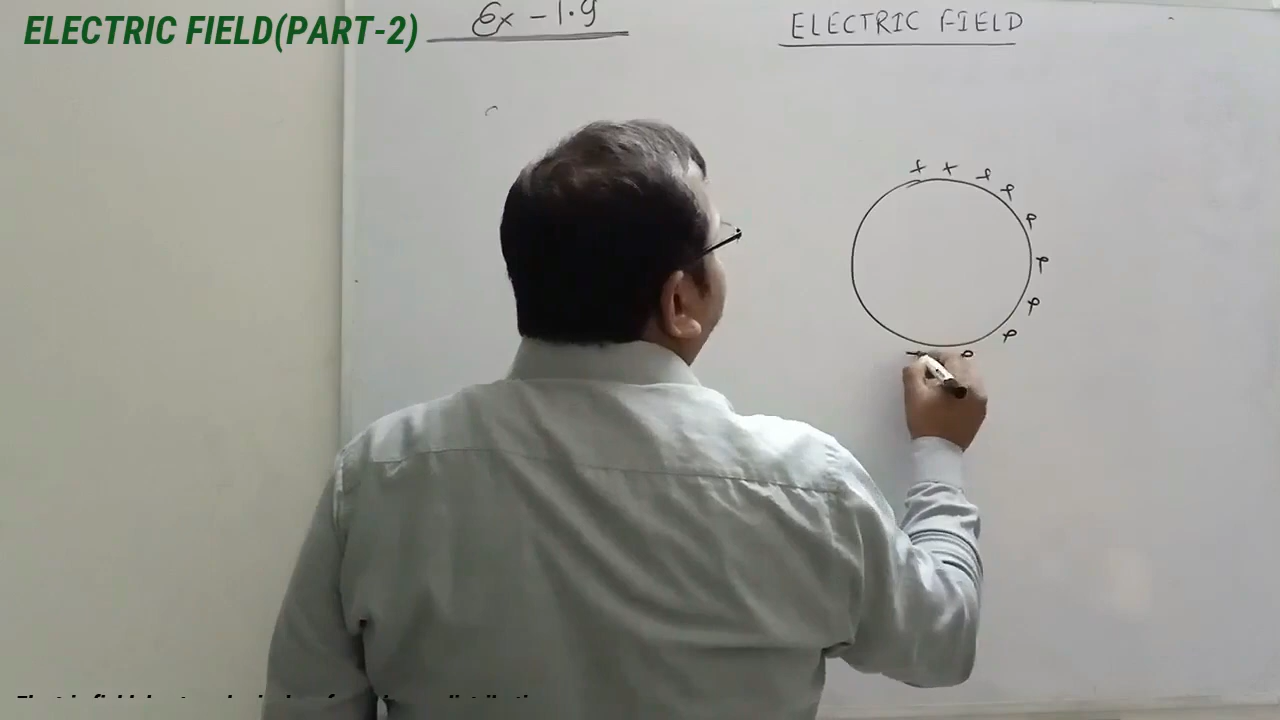 ELECTRIC FIELD(PART-2)
Ex - 1.9
ELECTRIC FIELD
+ + + + + + + + + +